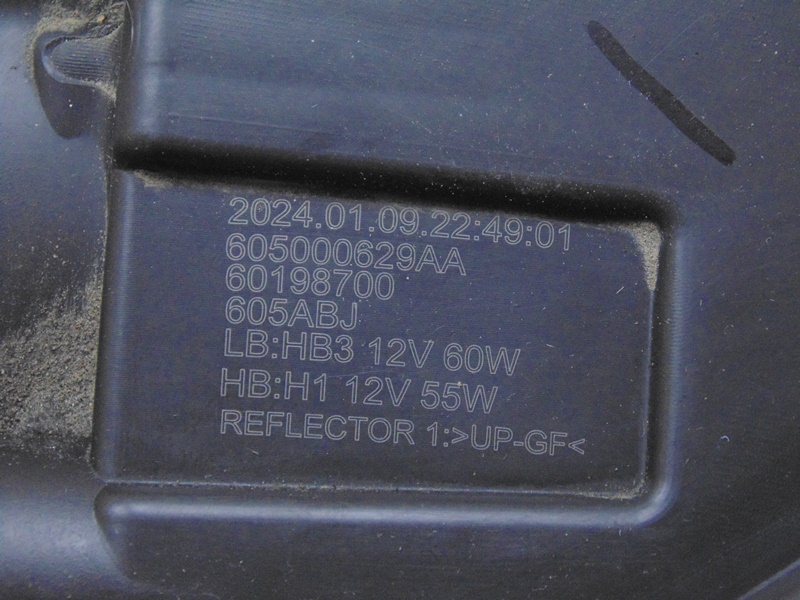 2024.01.09.22:49:01
605000629AA
60198700
605ABJ
LB:HB3 12V 60W
HB:H1 12V 55W
REFLECTOR 1:>UP-GF<